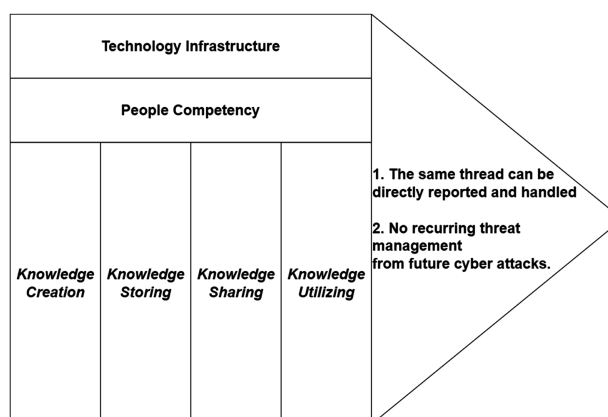 Technology Infrastructure
People Competency
Knowledge
Creation
Knowledge
Storing
Knowledge
Sharing
Knowledge
Utilizing
1. The same thread can be
directly reported and handled
2. No recurring threat
management
from future cyber attacks.